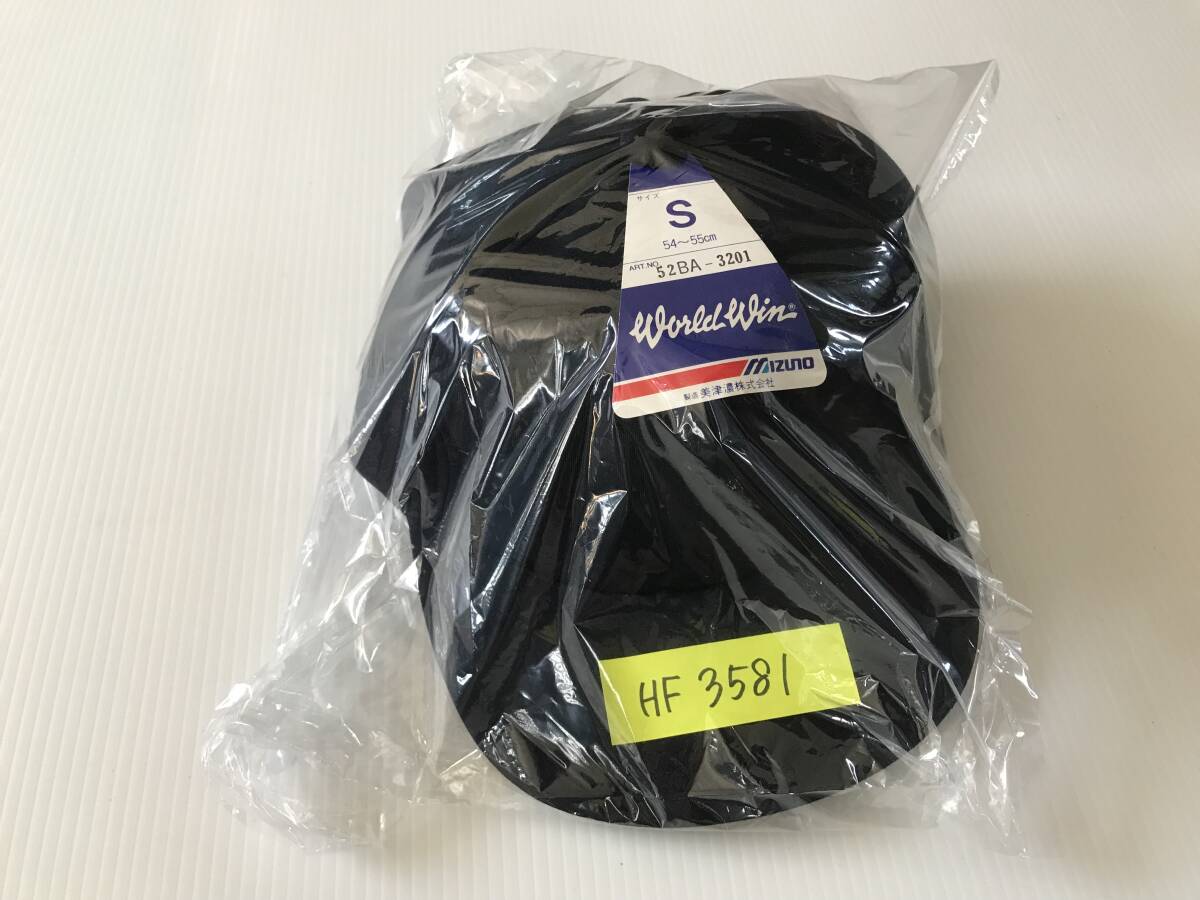 サイズ
S
54〜55cm
ART.NO. 52BA-3201
World Win®
MIZUNO
製造 美津濃株式会社
HF 3581